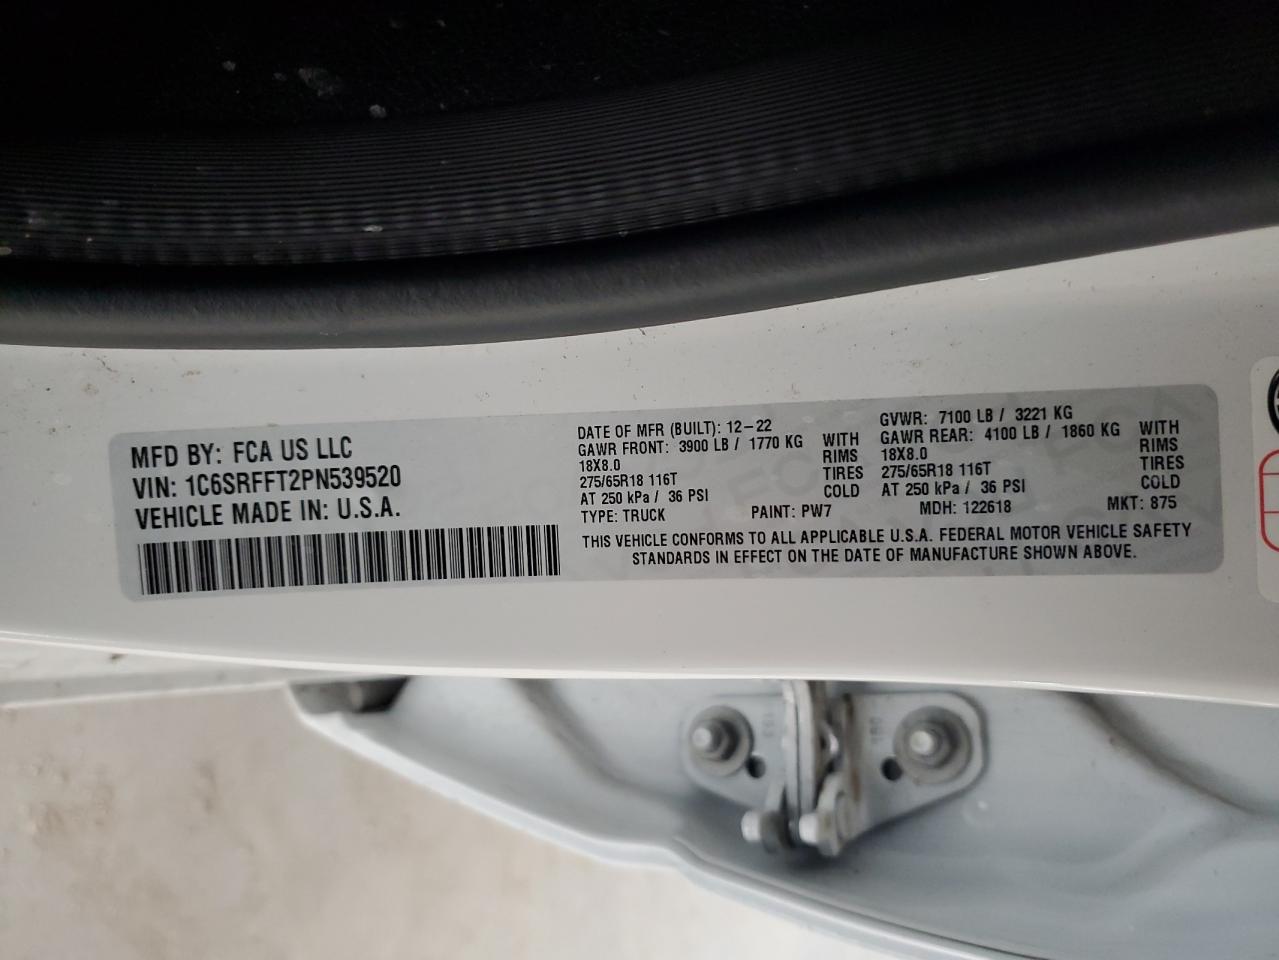 MFD BY: FCA US LLC
VIN: 1C6SRFFT2PN539520
VEHICLE MADE IN: U.S.A.
DATE OF MFR (BUILT): 12-22
GAWR FRONT: 3900 LB / 1770 KG WITH
18X8.0 RIMS
275/65R18 116T TIRES
AT 250 kPa / 36 PSI COLD
GVWR: 7100 LB / 3221 KG
GAWR REAR: 4100 LB / 1860 KG WITH
18X8.0 RIMS
275/65R18 116T TIRES
AT 250 kPa / 36 PSI COLD
TYPE: TRUCK PAINT: PW7 MDH: 122618 MKT: 875
THIS VEHICLE CONFORMS TO ALL APPLICABLE U.S.A. FEDERAL MOTOR VEHICLE SAFETY
STANDARDS IN EFFECT ON THE DATE OF MANUFACTURE SHOWN ABOVE.